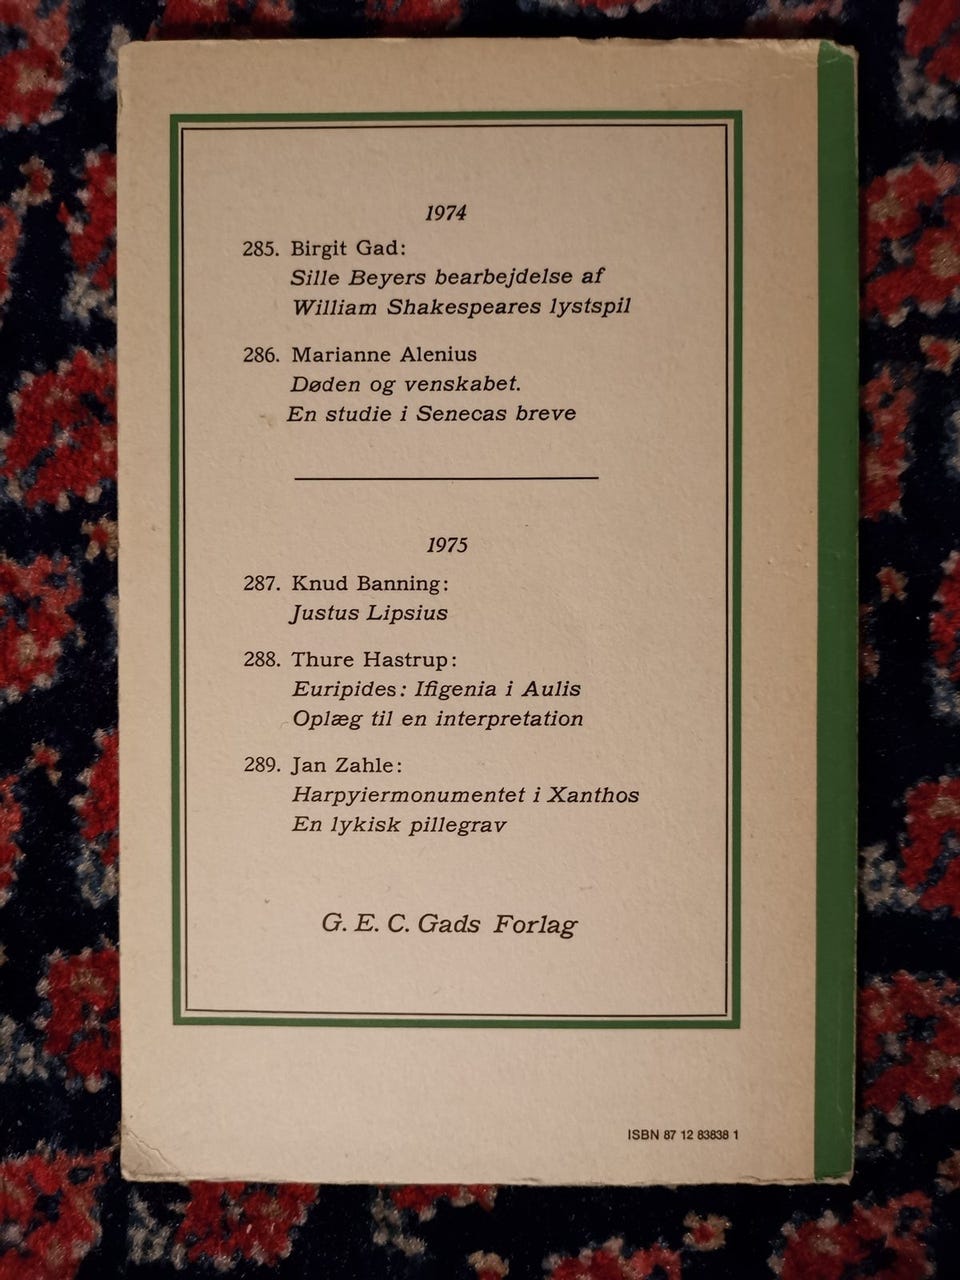 1974
285. Birgit Gad:
Sille Beyers bearbejdelse af
William Shakespeares lystspil
286. Marianne Alenius
Døden og venskabet.
En studie i Senecas breve
1975
287. Knud Banning:
Justus Lipsius
288. Thure Hastrup:
Euripides: Ifigenia i Aulis
Oplæg til en interpretation
289. Jan Zahle:
Harpyiermonumentet i Xanthos
En lykisk pillegrav
G. E. C. Gads Forlag
ISBN 87 12 83838 1